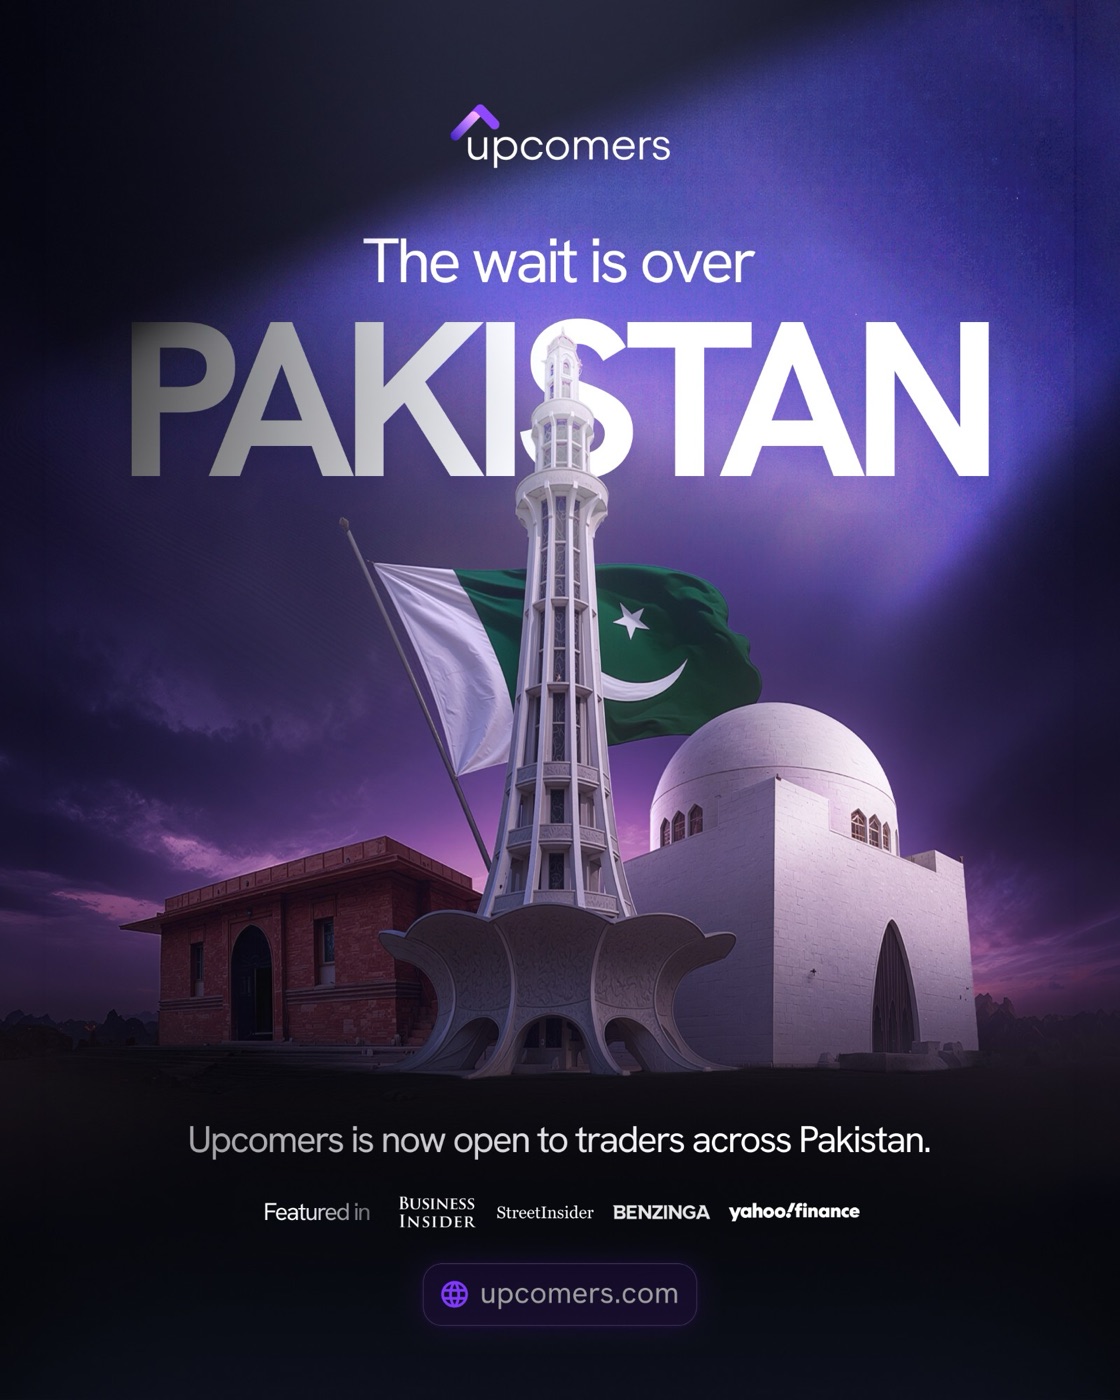 upcomers
The wait is over
PAKISTAN
Upcomers is now open to traders across Pakistan.
Featured in BUSINESS INSIDER StreetInsider BENZINGA yahoo!finance
upcomers.com